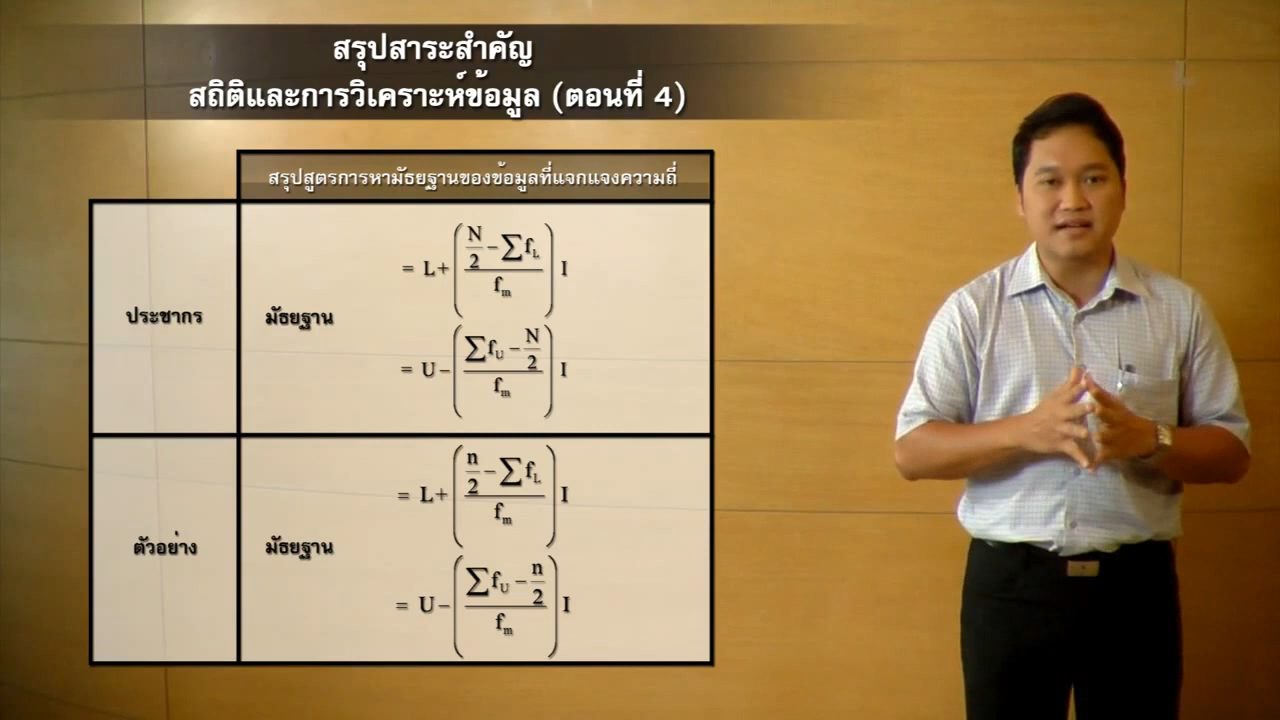 สรุปสาระสำคัญ
สถิติและการวิเคราะห์ข้อมูล (ตอนที่ 4)
สรุปสูตรการหามัธยฐานของข้อมูลที่แจกแจงความถี่
ประชากร
มัธยฐาน
= L+ ( (N/2 − ∑f_L) / f_m ) I
= U− ( (∑f_U − N/2) / f_m ) I
ตัวอย่าง
มัธยฐาน
= L+ ( (n/2 − ∑f_L) / f_m ) I
= U− ( (∑f_U − n/2) / f_m ) I